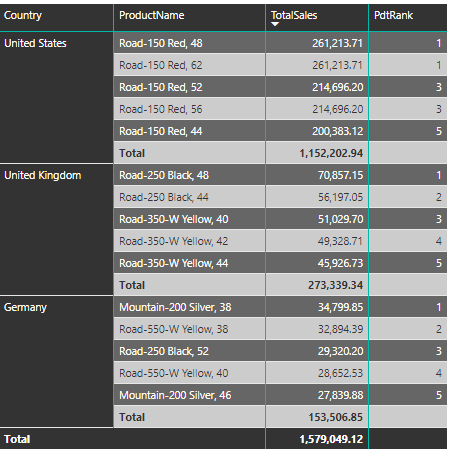 Country ProductName TotalSales PdtRank
United States Road-150 Red, 48 261,213.71 1
Road-150 Red, 62 261,213.71 1
Road-150 Red, 52 214,696.20 3
Road-150 Red, 56 214,696.20 3
Road-150 Red, 44 200,383.12 5
Total 1,152,202.94
United Kingdom Road-250 Black, 48 70,857.15 1
Road-250 Black, 44 56,197.05 2
Road-350-W Yellow, 40 51,029.70 3
Road-350-W Yellow, 42 49,328.71 4
Road-350-W Yellow, 44 45,926.73 5
Total 273,339.34
Germany Mountain-200 Silver, 38 34,799.85 1
Road-550-W Yellow, 38 32,894.39 2
Road-250 Black, 52 29,320.20 3
Road-550-W Yellow, 40 28,652.53 4
Mountain-200 Silver, 46 27,839.88 5
Total 153,506.85
Total 1,579,049.12